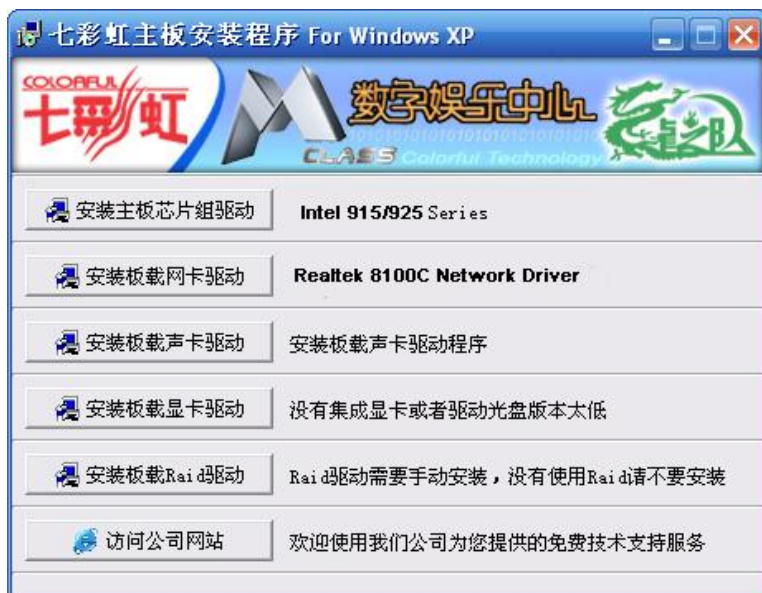 七彩虹主板安装程序 For Windows XP
COLORFUL
七彩虹
M
CLASS
数字娱乐中心
Colorful Technology
安装主板芯片组驱动 Intel 915/925 Series
安装板载网卡驱动 Realtek 8100C Network Driver
安装板载声卡驱动 安装板载声卡驱动程序
安装板载显卡驱动 没有集成显卡或者驱动光盘版本太低
安装板载Raid驱动 Raid驱动需要手动安装，没有使用Raid请不要安装
访问公司网站 欢迎使用我们公司为您提供的免费技术支持服务